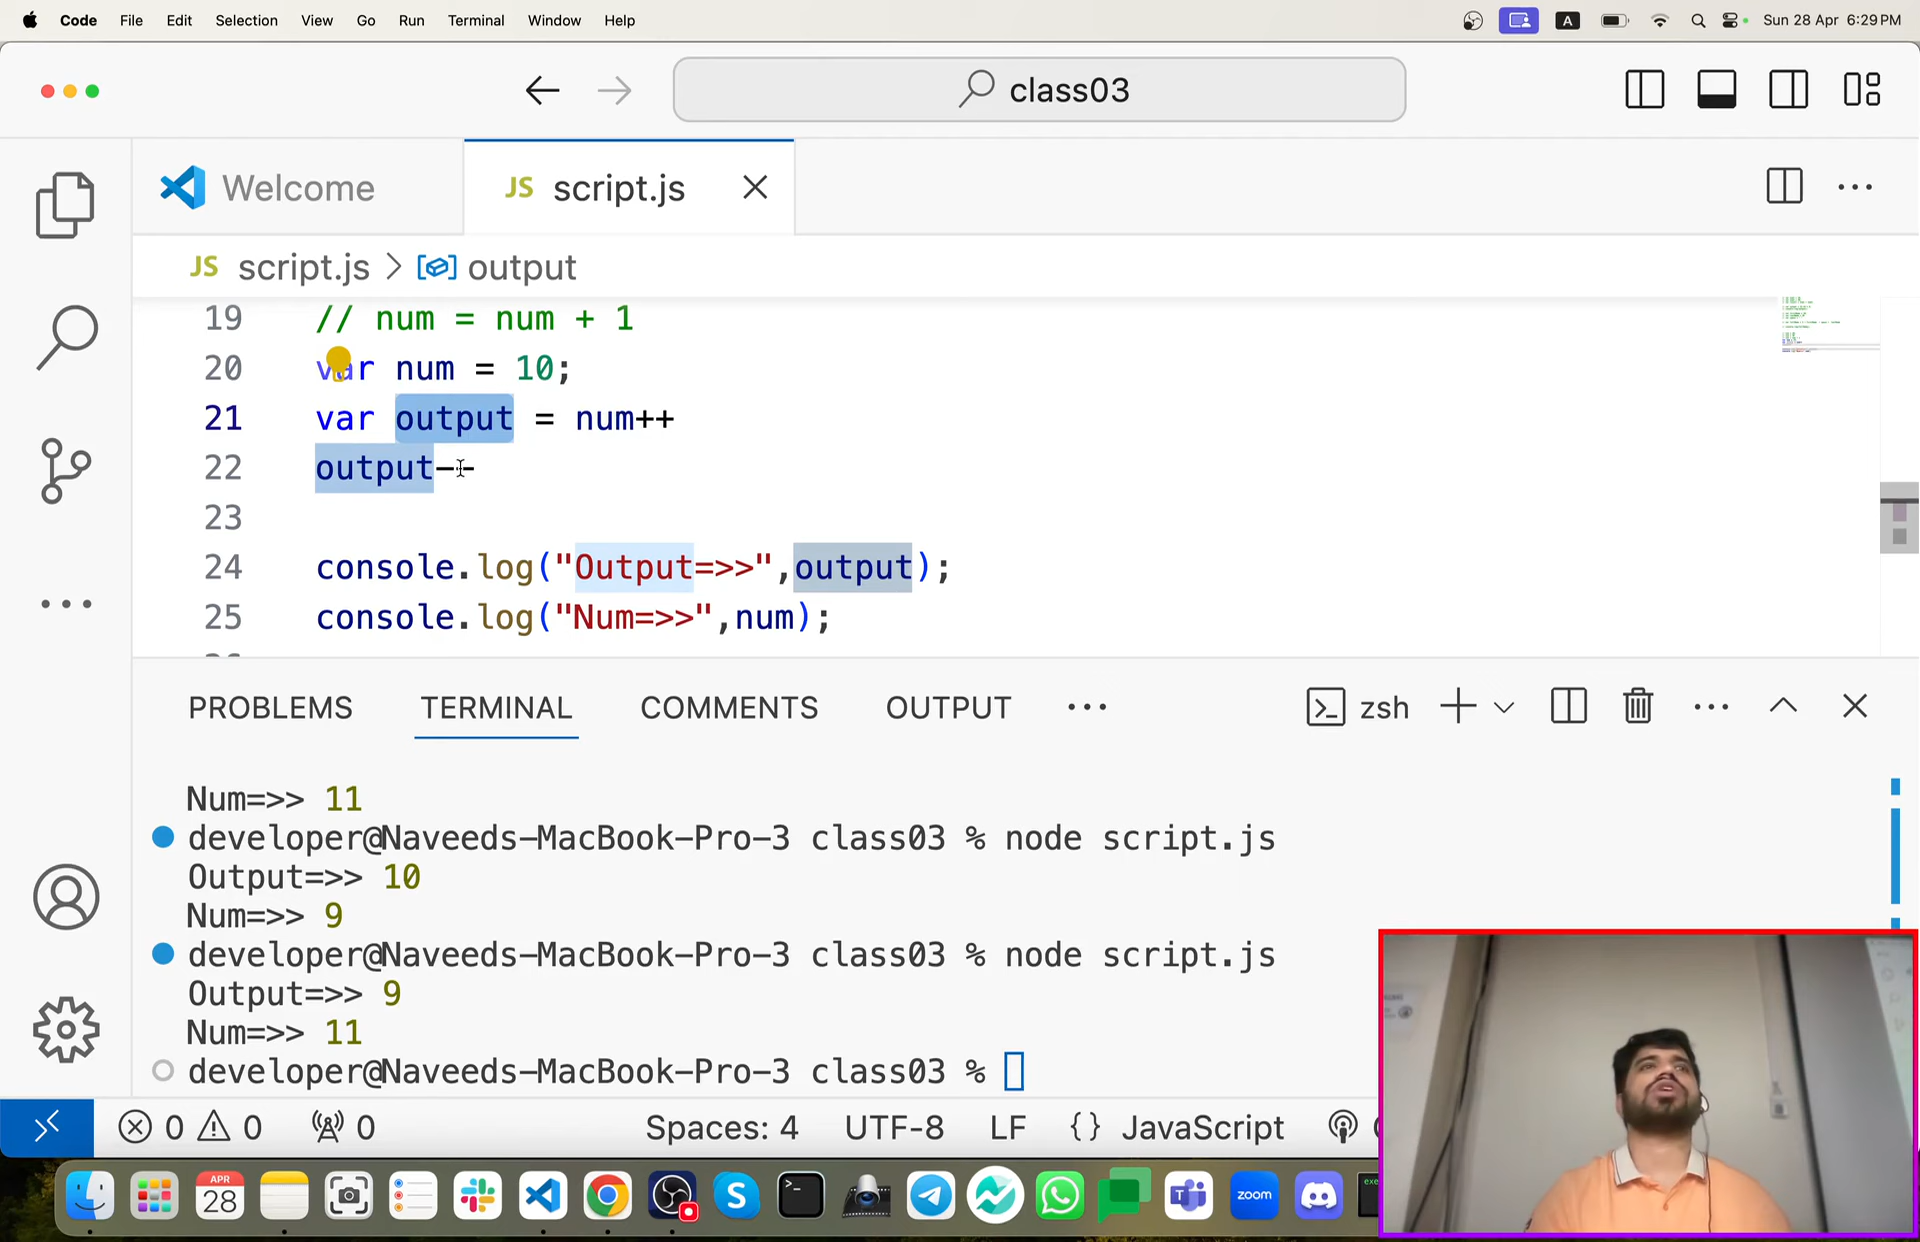 Code File Edit Selection View Go Run Terminal Window Help A Sun 28 Apr 6:29 PM
class03
Welcome JS script.js
JS script.js > output
19 // num = num + 1
20 var num = 10;
21 var output = num++
22 output--
23
24 console.log("Output=>>",output);
25 console.log("Num=>>",num);
PROBLEMS TERMINAL COMMENTS OUTPUT zsh
Num=>> 11
developer@Naveeds-MacBook-Pro-3 class03 % node script.js
Output=>> 10
Num=>> 9
developer@Naveeds-MacBook-Pro-3 class03 % node script.js
Output=>> 9
Num=>> 11
developer@Naveeds-MacBook-Pro-3 class03 %
0 0 0 Spaces: 4 UTF-8 LF {} JavaScript
APR
28 S zoom exe